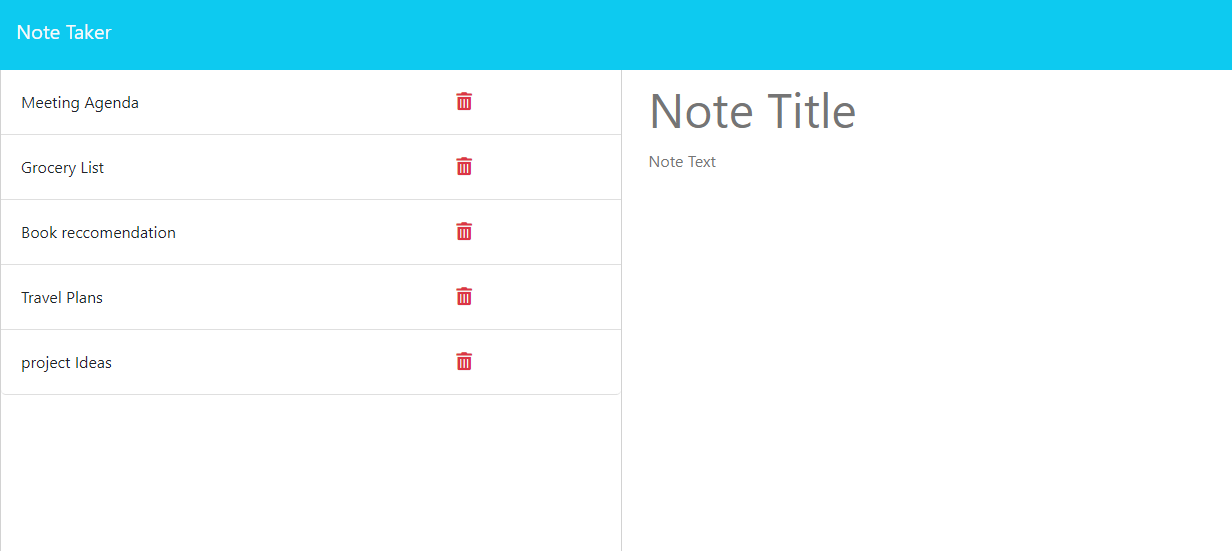 Note Taker
Meeting Agenda
Grocery List
Book reccomendation
Travel Plans
project Ideas
Note Title
Note Text